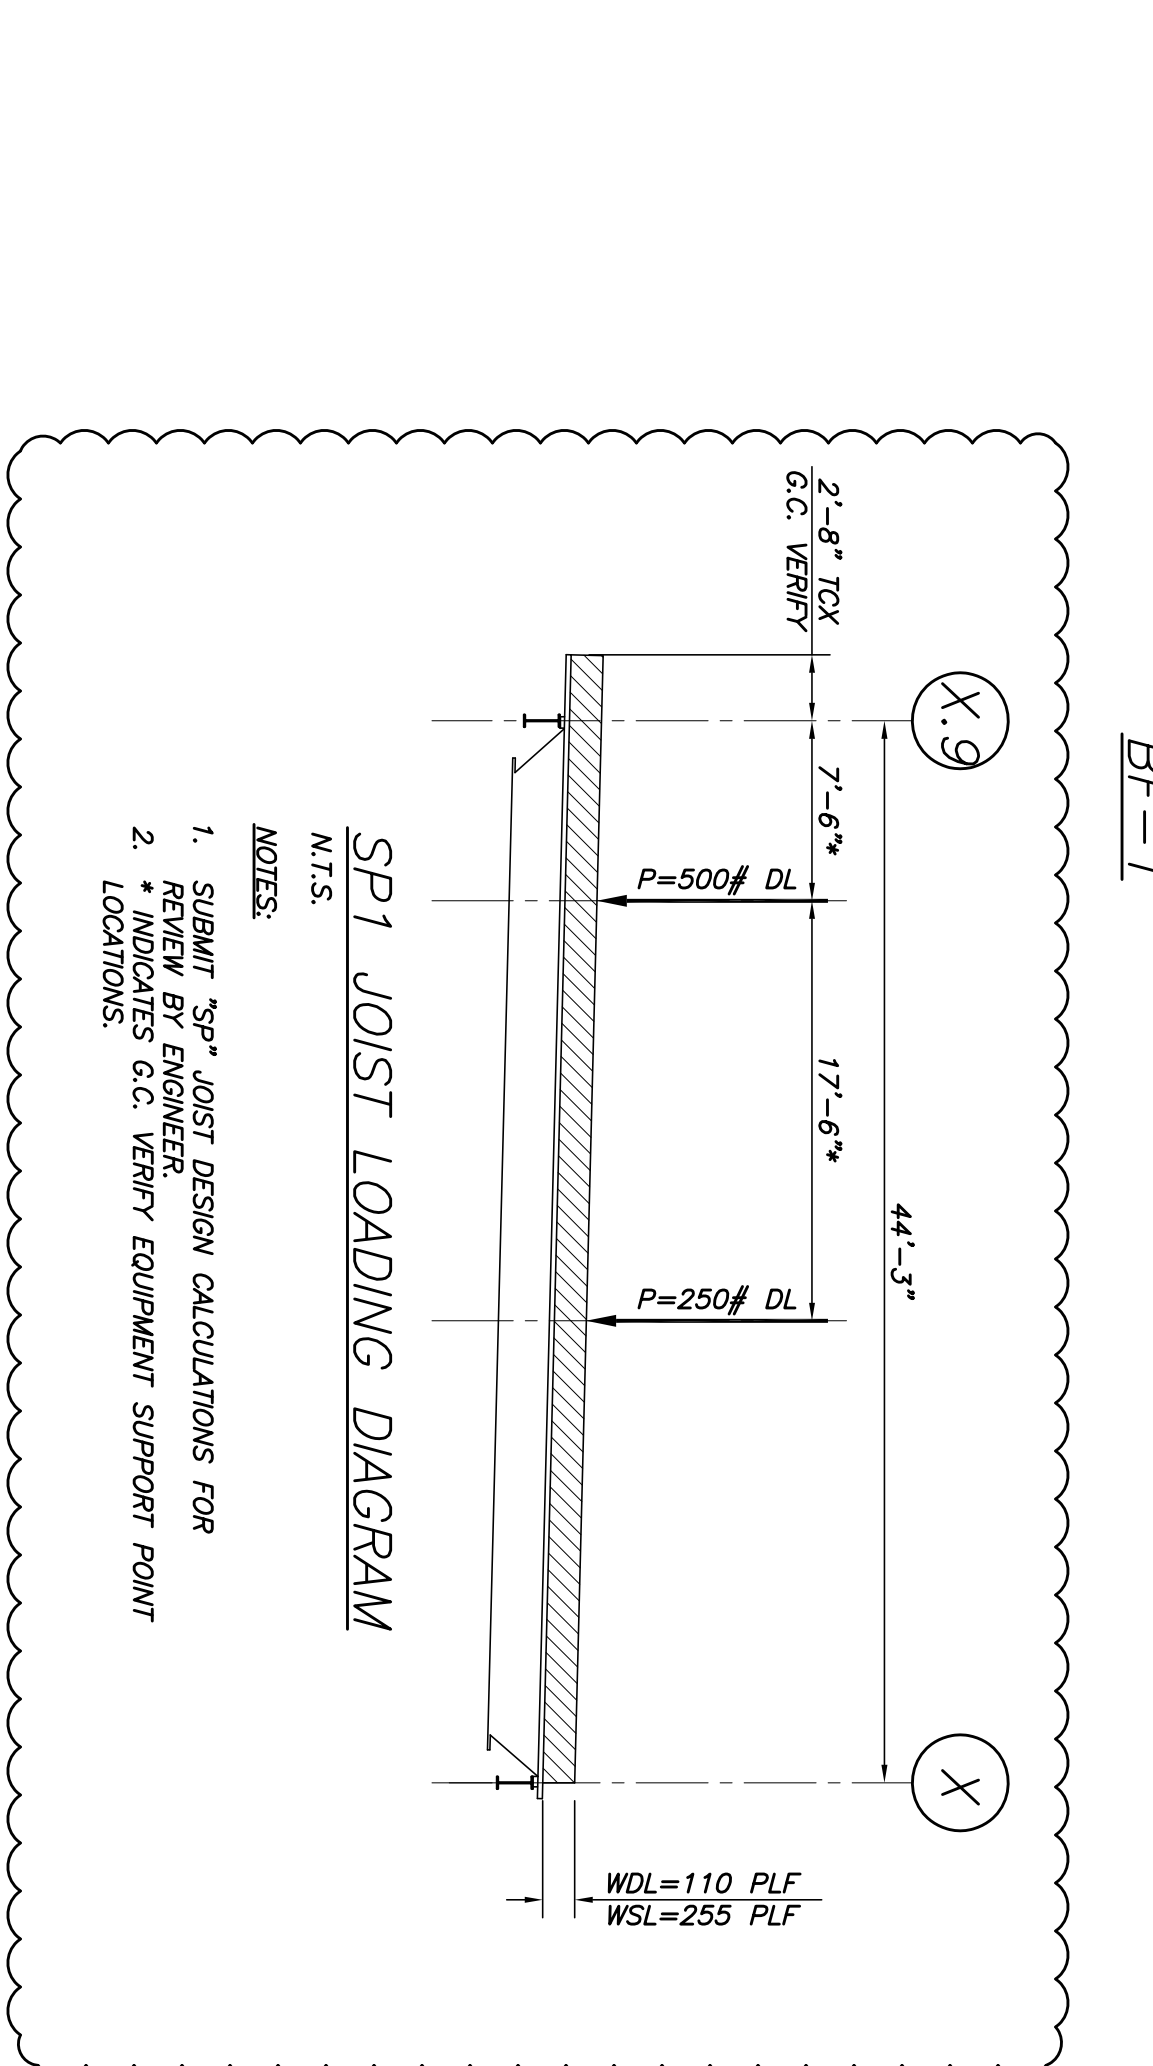 X.9
X
44'-3"
2'-8" TCX
G.C. VERIFY
7'-6"*
17'-6"*
P=500# DL
P=250# DL
WDL=110 PLF
WSL=255 PLF
SP1 JOIST LOADING DIAGRAM
N.T.S.
NOTES:
1. SUBMIT "SP" JOIST DESIGN CALCULATIONS FOR
REVIEW BY ENGINEER.
2. * INDICATES G.C. VERIFY EQUIPMENT SUPPORT POINT
LOCATIONS.